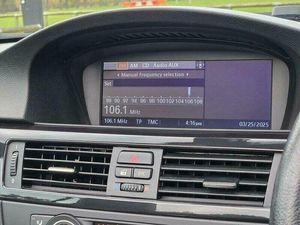 FM AM CD Audio AUX
Manual frequency selection
Set
88 90 92 94 96 98 100 102 104 106 108
106.1
MHz
03/25/2025
106.1 MHz TP TMC 4:16pm